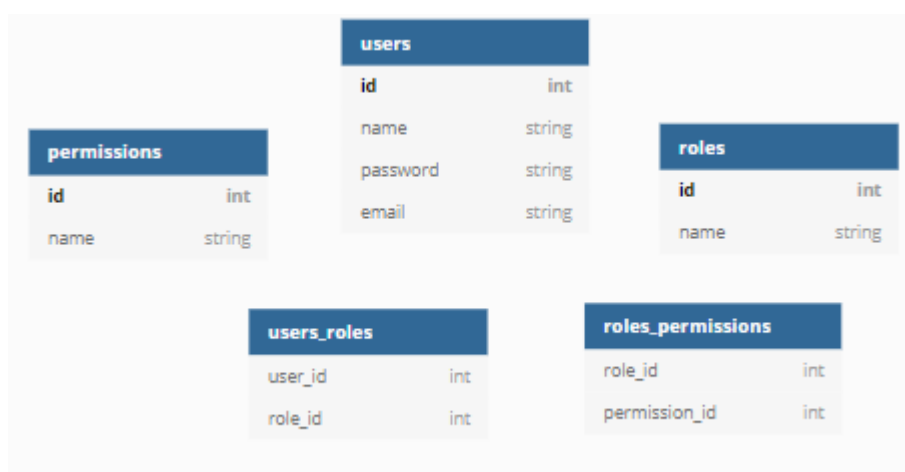 users
id int
name string
password string
email string
permissions
id int
name string
roles
id int
name string
users_roles
user_id int
role_id int
roles_permissions
role_id int
permission_id int